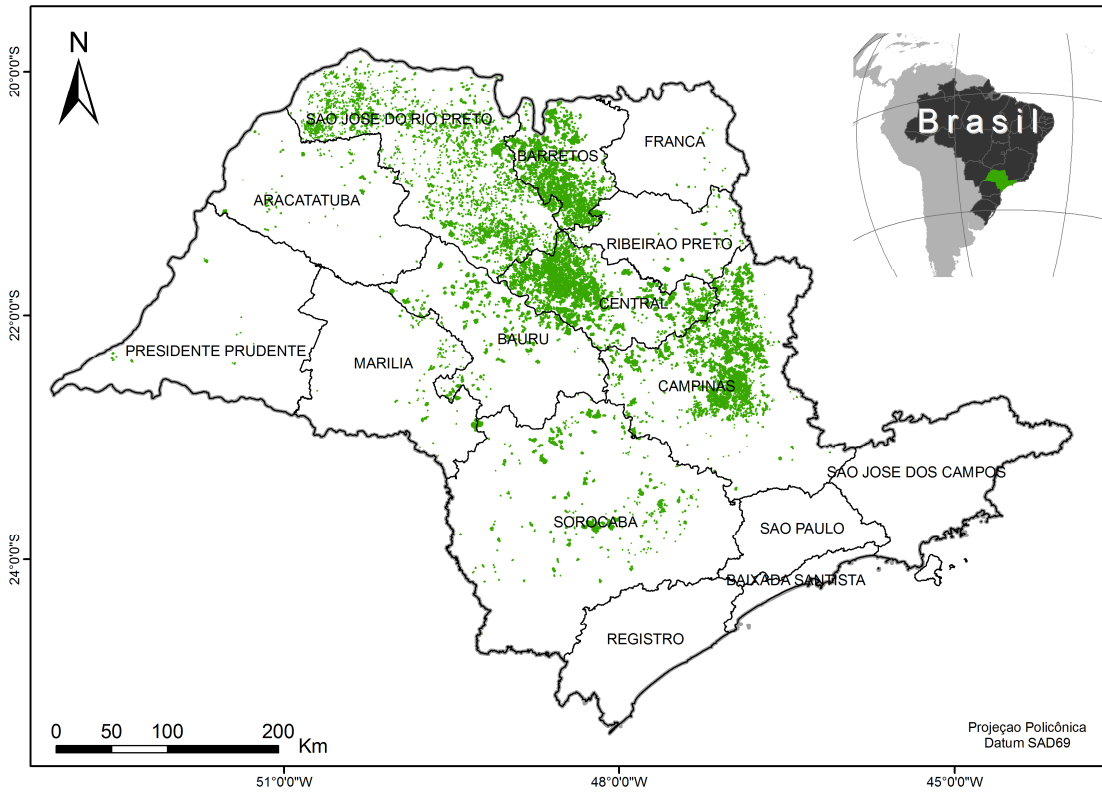 N
20°0'0"S
22°0'0"S
24°0'0"S
Brasil
SAO JOSE DO RIO PRETO
FRANCA
BARRETOS
ARACATATUBA
RIBEIRAO PRETO
CENTRAL
BAURU
PRESIDENTE PRUDENTE
MARILIA
CAMPINAS
SAO JOSE DOS CAMPOS
SOROCABA
SAO PAULO
BAIXADA SANTISTA
REGISTRO
0 50 100 200
Km
Projeçao Policônica
Datum SAD69
51°0'0"W 48°0'0"W 45°0'0"W